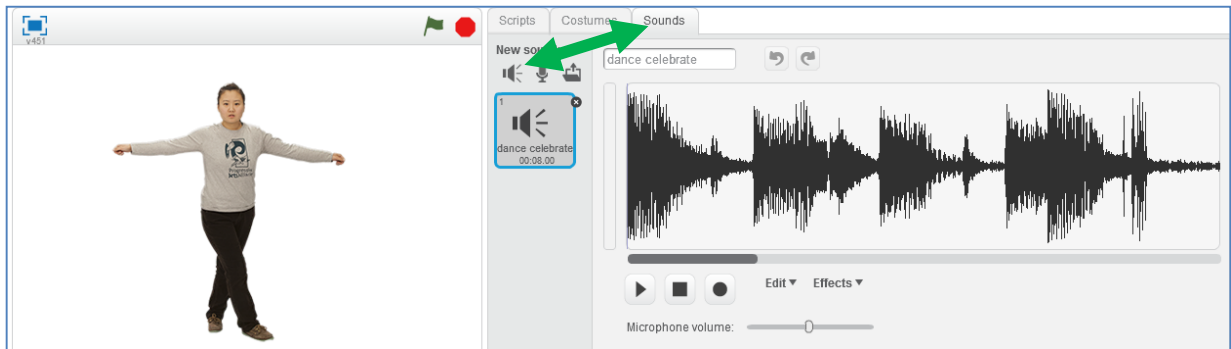 v451
Scripts
Costumes
Sounds
New sou
dance celebrate
1
dance celebrate
00:08.00
Edit
Effects
Microphone volume: